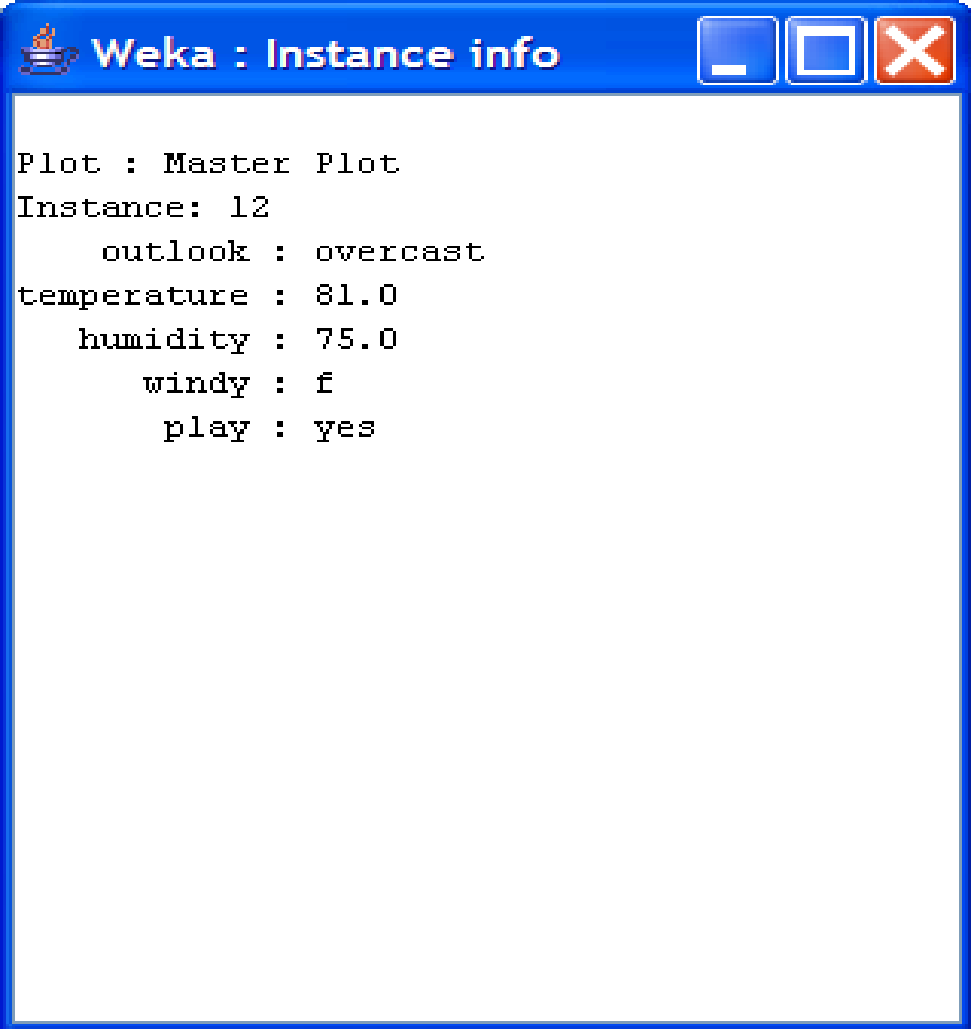 Weka : Instance info
Plot : Master Plot
Instance: 12
outlook : overcast
temperature : 81.0
humidity : 75.0
windy : f
play : yes